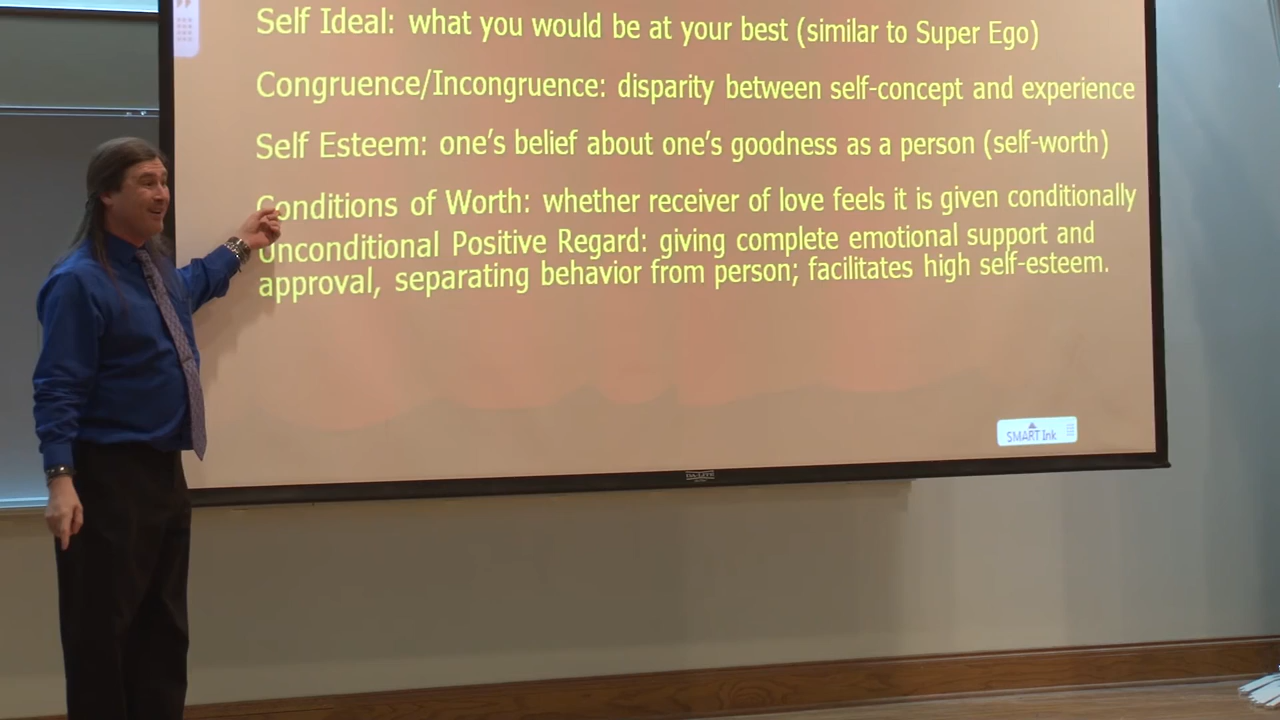 Self Ideal: what you would be at your best (similar to Super Ego)
Congruence/Incongruence: disparity between self-concept and experience
Self Esteem: one's belief about one's goodness as a person (self-worth)
Conditions of Worth: whether receiver of love feels it is given conditionally
Unconditional Positive Regard: giving complete emotional support and
approval, separating behavior from person; facilitates high self-esteem.
SMART Ink
DA-LITE